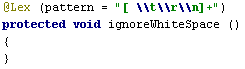 @Lex (pattern = "[ \\t\\r\\n]+")
protected void ignoreWhiteSpace ()
{
}